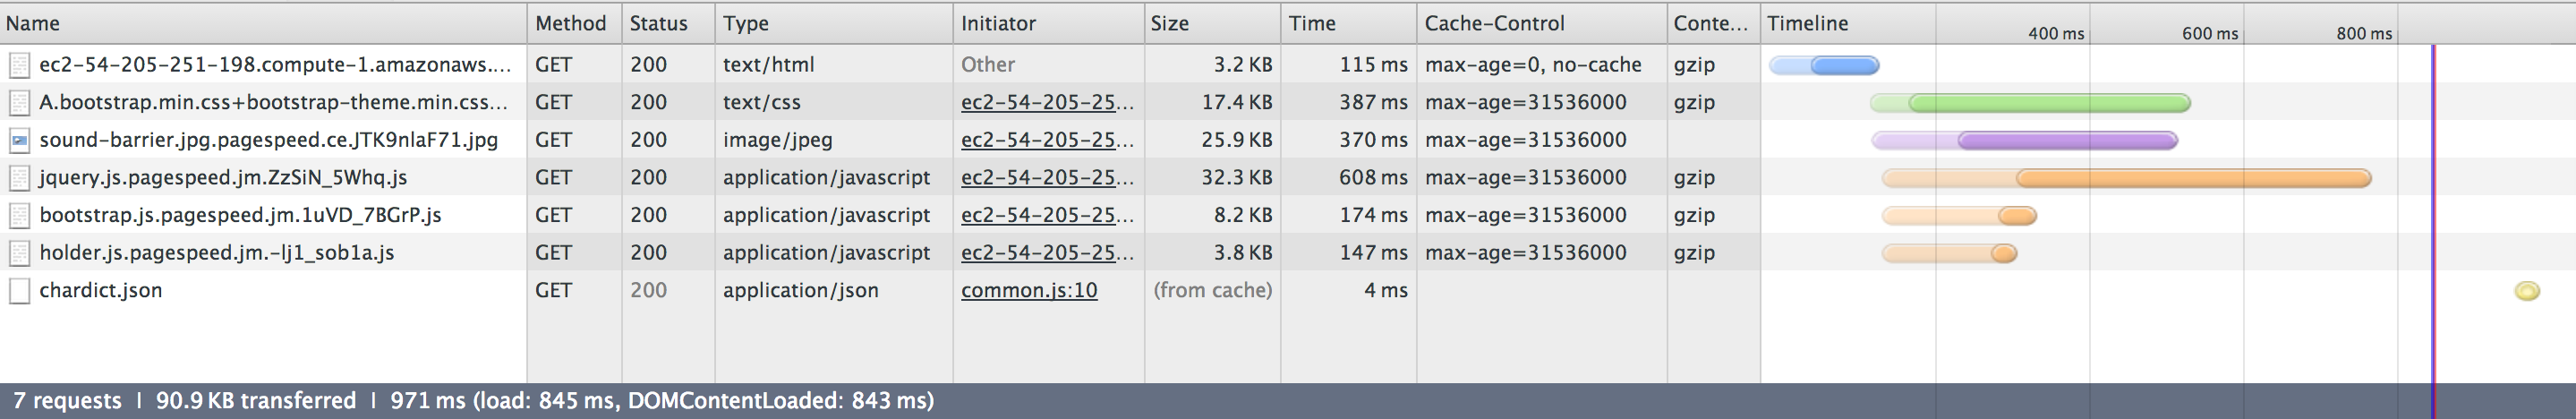 Name Method Status Type Initiator Size Time Cache-Control Conte... Timeline 400 ms 600 ms 800 ms
ec2-54-205-251-198.compute-1.amazonaws.... GET 200 text/html Other 3.2 KB 115 ms max-age=0, no-cache gzip
A.bootstrap.min.css+bootstrap-theme.min.css... GET 200 text/css ec2-54-205-25... 17.4 KB 387 ms max-age=31536000 gzip
sound-barrier.jpg.pagespeed.ce.JTK9nlaF71.jpg GET 200 image/jpeg ec2-54-205-25... 25.9 KB 370 ms max-age=31536000
jquery.js.pagespeed.jm.ZzSiN_5Whq.js GET 200 application/javascript ec2-54-205-25... 32.3 KB 608 ms max-age=31536000 gzip
bootstrap.js.pagespeed.jm.1uVD_7BGrP.js GET 200 application/javascript ec2-54-205-25... 8.2 KB 174 ms max-age=31536000 gzip
holder.js.pagespeed.jm.-lj1_sob1a.js GET 200 application/javascript ec2-54-205-25... 3.8 KB 147 ms max-age=31536000 gzip
chardict.json GET 200 application/json common.js:10 (from cache) 4 ms
7 requests | 90.9 KB transferred | 971 ms (load: 845 ms, DOMContentLoaded: 843 ms)